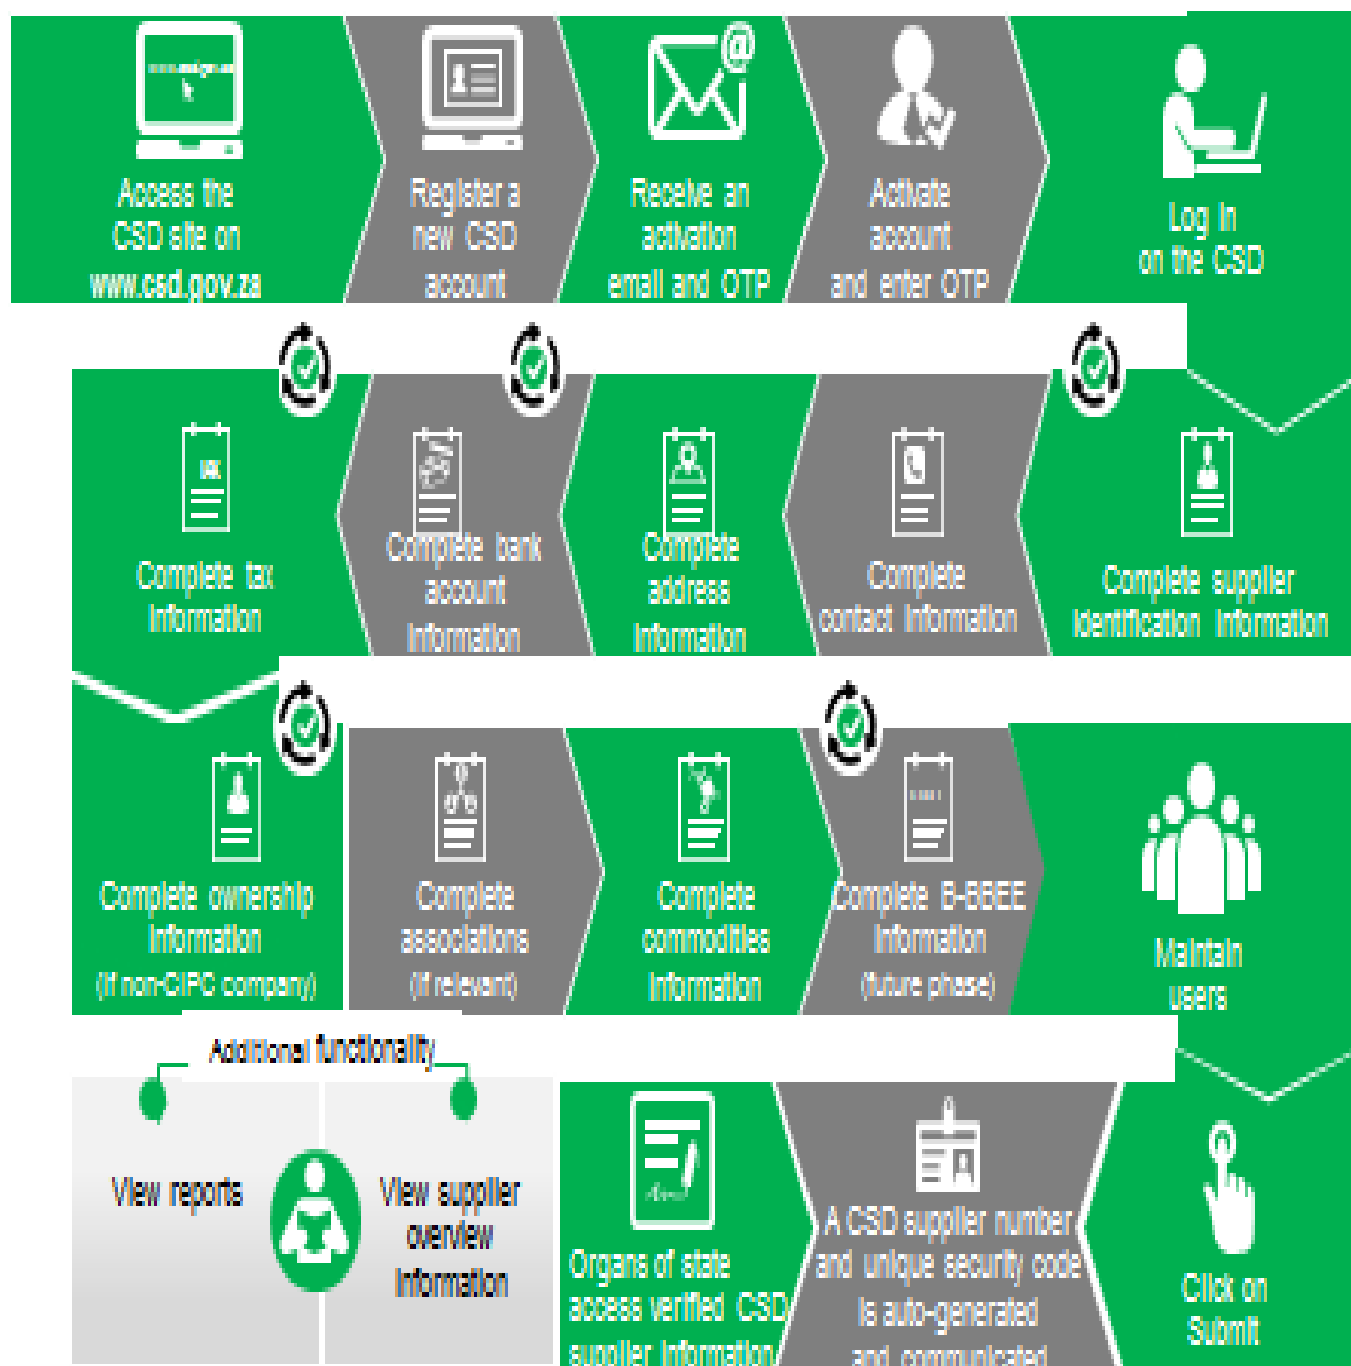 Access the
CSD site on
www.csd.gov.za
Register a
new CSD
account
Receive an
activation
email and OTP
Activate
account
and enter OTP
Log in
on the CSD
Complete supplier
identification information
Complete
contact information
Complete
address
information
Complete bank
account
information
TAX
Complete tax
information
Complete ownership
information
(if non-CIPC company)
Complete
associations
(if relevant)
Complete
commodities
information
Complete B-BBEE
information
(future phase)
Maintain
users
Click on
Submit
A CSD supplier number
and unique security code
is auto-generated
and communicated
Organs of state
access verified CSD
supplier information
Additional functionality
View reports
View supplier
overview
information